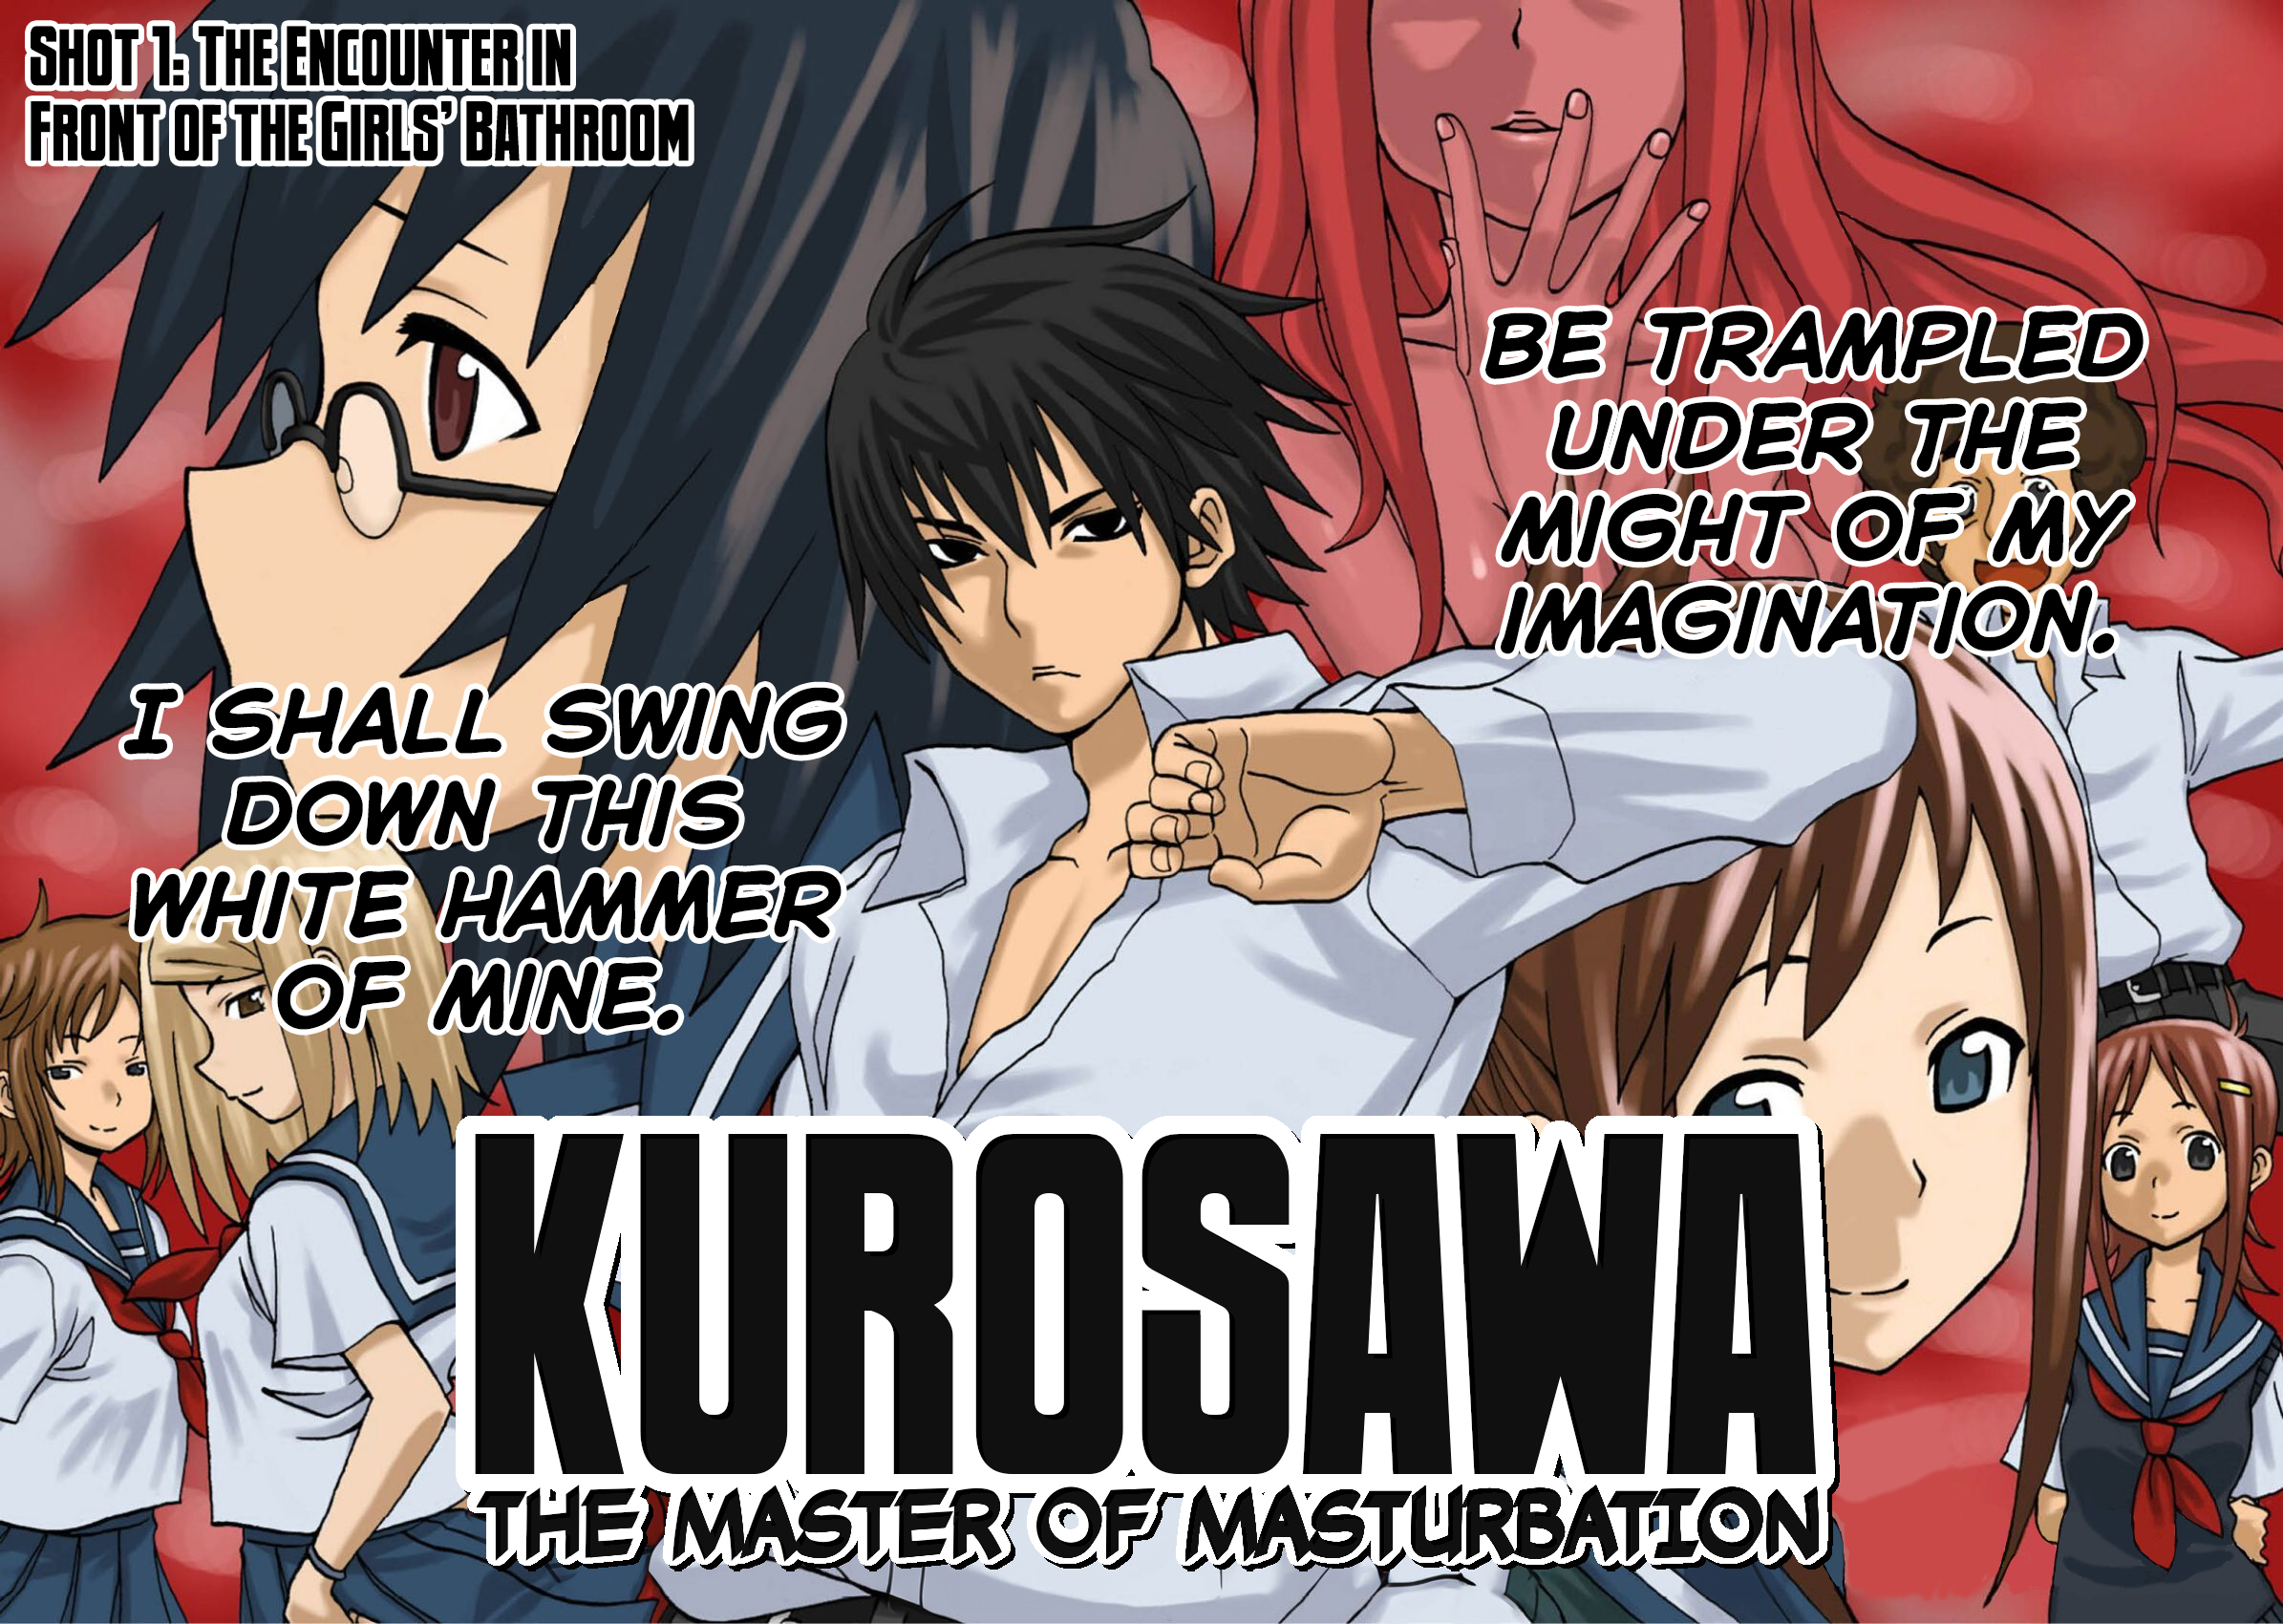 SHOT 1: THE ENCOUNTER IN
FRONT OF THE GIRLS' BATHROOM
BE TRAMPLED
UNDER THE
MIGHT OF MY
IMAGINATION.
I SHALL SWING
DOWN THIS
WHITE HAMMER
OF MINE.
KUROSAWA
THE MASTER OF MASTURBATION